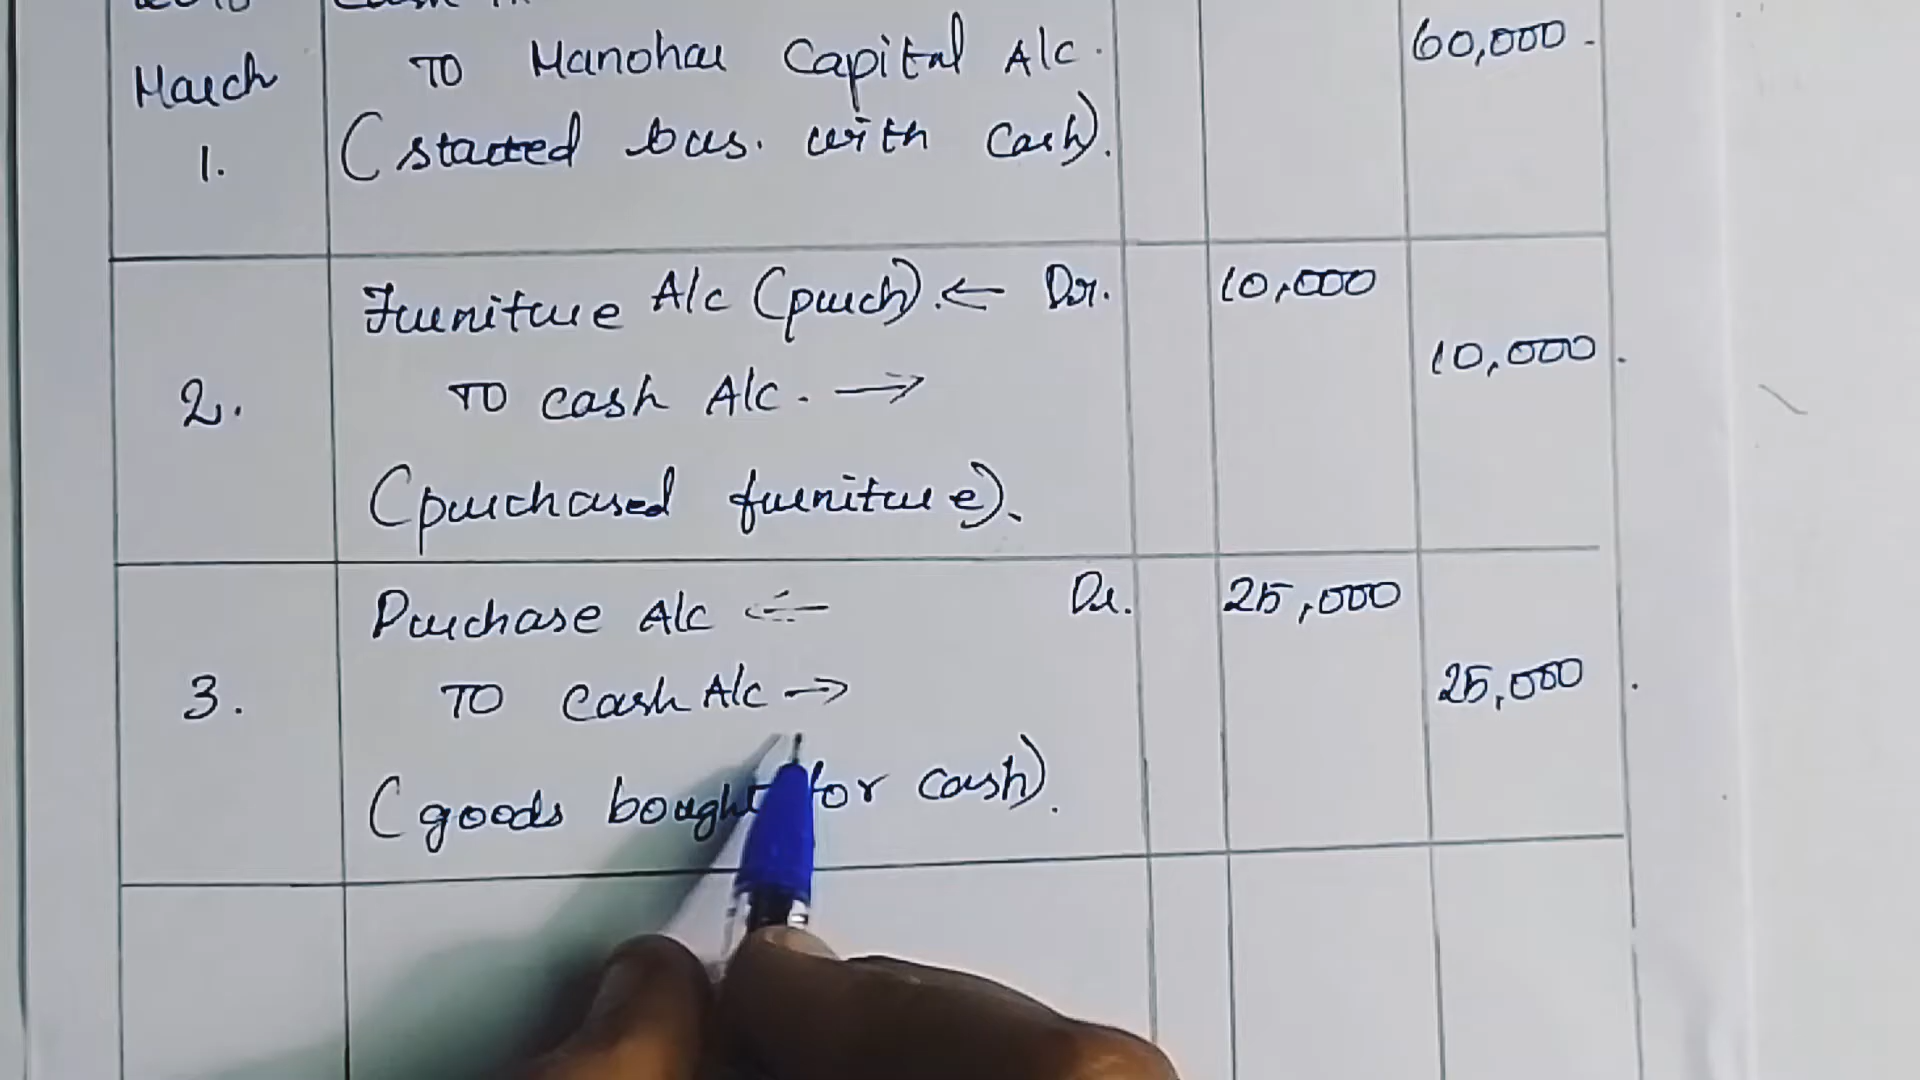 March
1.
To Manohar Capital A/c.
60,000.
(started bus. with cash).
2.
Furniture A/c (purch). ← Dr.
10,000
To cash A/c. →
10,000.
(purchased furniture).
3.
Purchase A/c ← Dr.
25,000
To cash A/c →
25,000.
(goods bought for cash).